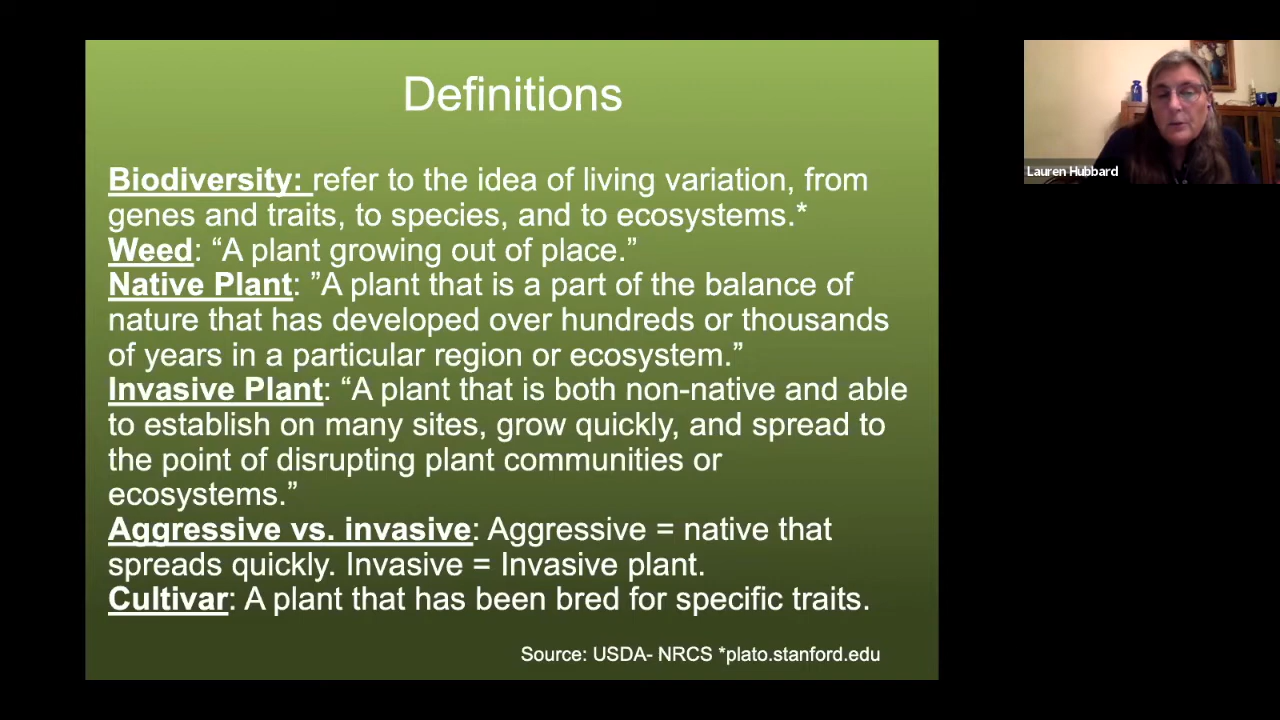 Definitions
Biodiversity: refer to the idea of living variation, from
genes and traits, to species, and to ecosystems.*
Weed: “A plant growing out of place.”
Native Plant: ”A plant that is a part of the balance of
nature that has developed over hundreds or thousands
of years in a particular region or ecosystem.”
Invasive Plant: “A plant that is both non-native and able
to establish on many sites, grow quickly, and spread to
the point of disrupting plant communities or
ecosystems.”
Aggressive vs. invasive: Aggressive = native that
spreads quickly. Invasive = Invasive plant.
Cultivar: A plant that has been bred for specific traits.
Source: USDA- NRCS *plato.stanford.edu
Lauren Hubbard